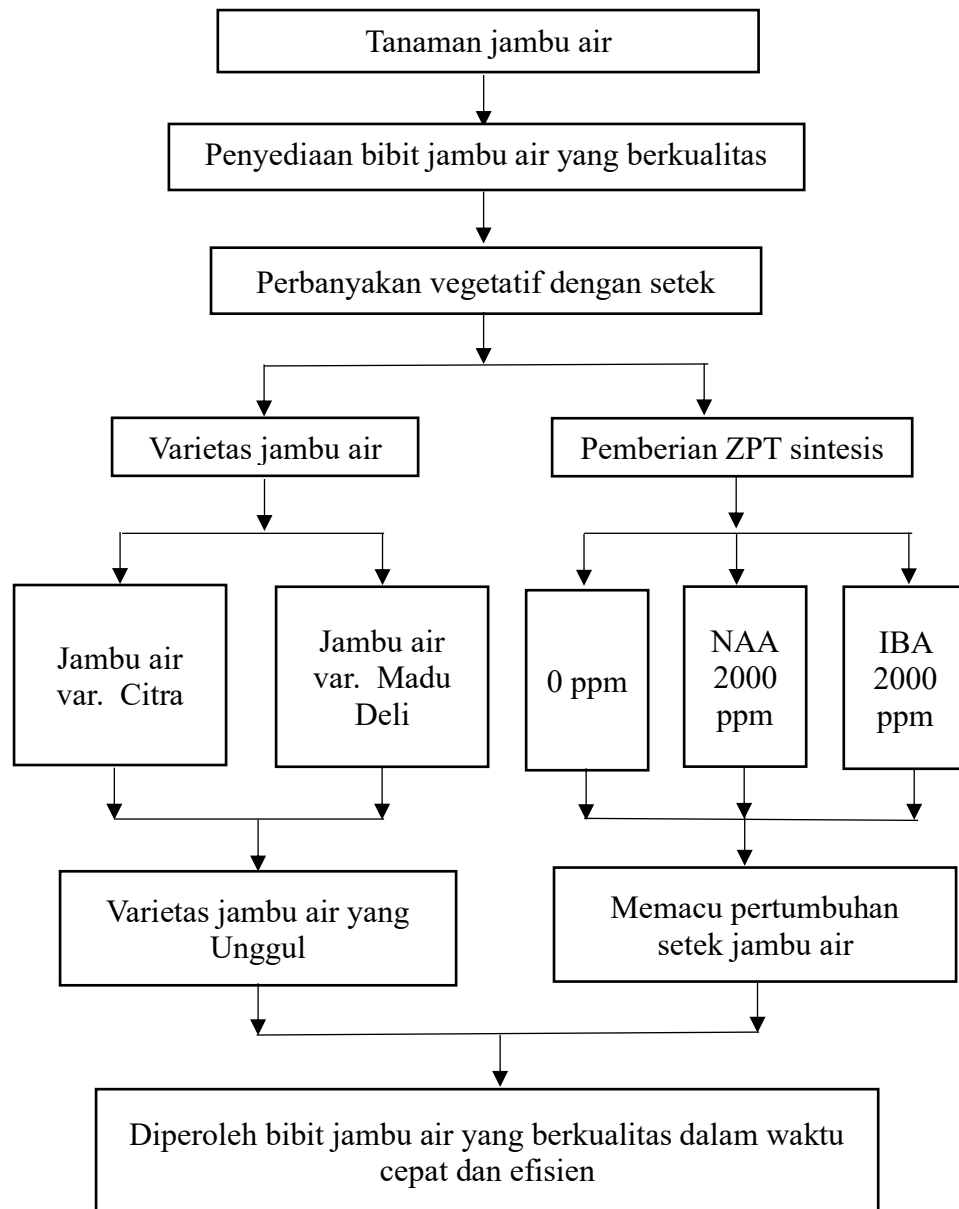 Tanaman jambu air
Penyediaan bibit jambu air yang berkualitas
Perbanyakan vegetatif dengan setek
Varietas jambu air
Pemberian ZPT sintesis
Jambu air
var. Citra
Jambu air
var. Madu
Deli
0 ppm
NAA
2000
ppm
IBA
2000
ppm
Varietas jambu air yang
Unggul
Memacu pertumbuhan
setek jambu air
Diperoleh bibit jambu air yang berkualitas dalam waktu
cepat dan efisien